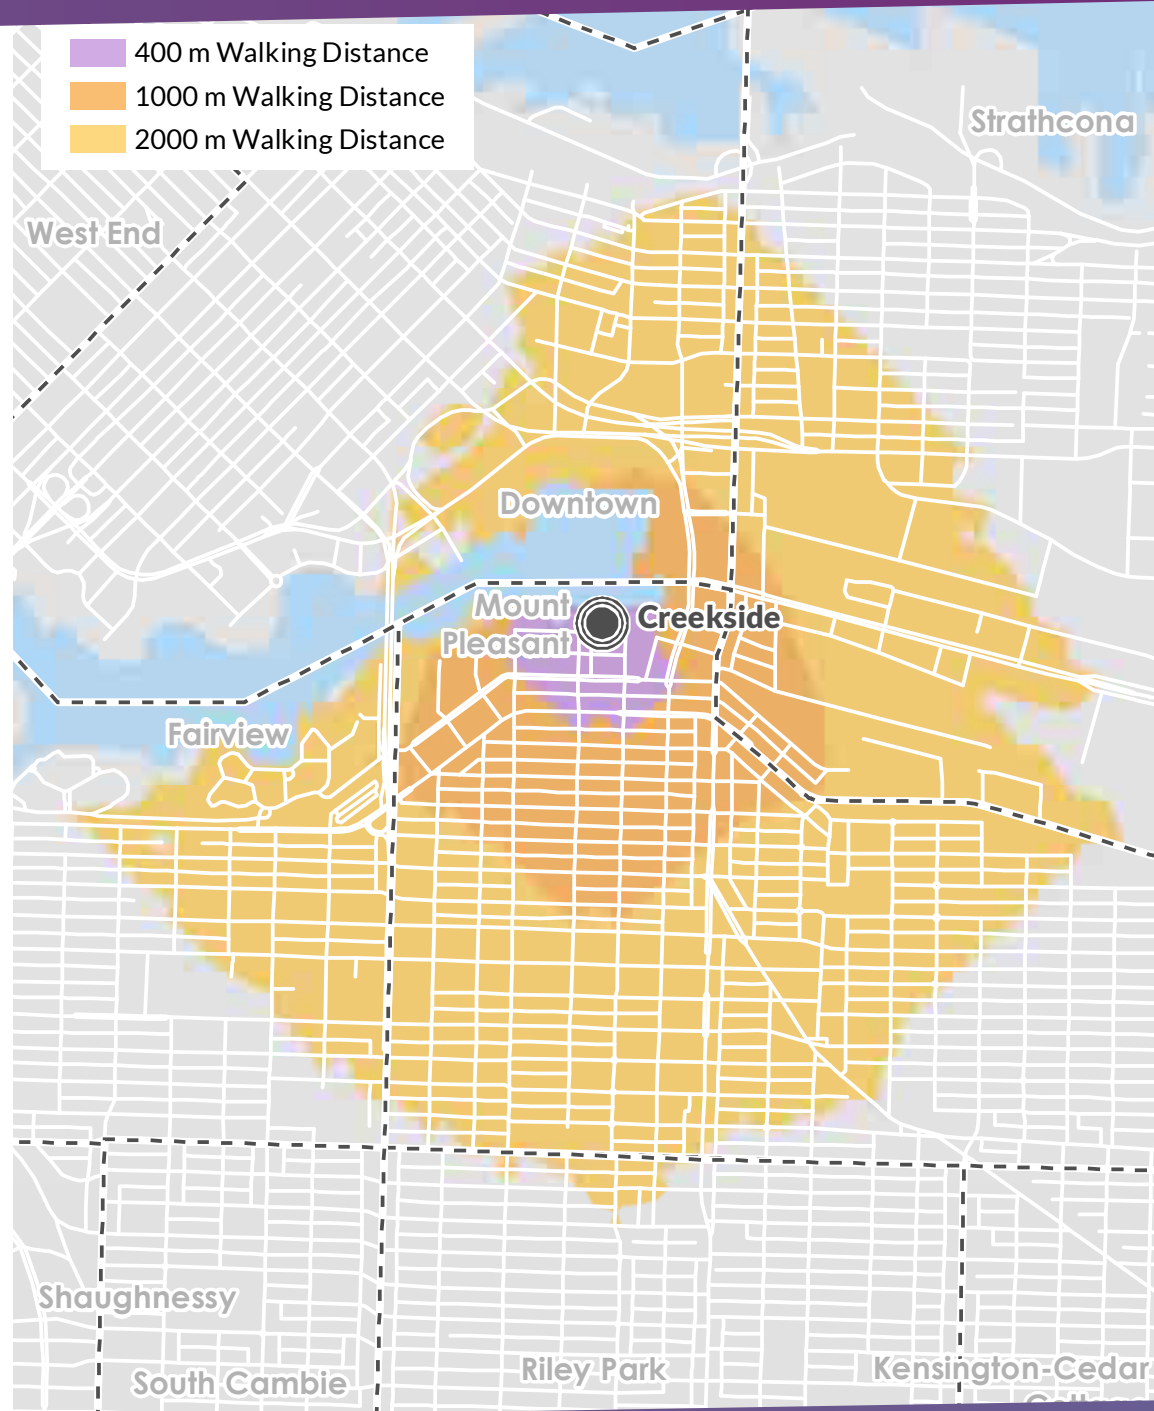 400 m Walking Distance
1000 m Walking Distance
2000 m Walking Distance
Strathcona
West End
Downtown
Mount
Pleasant
Creekside
Fairview
Shaughnessy
South Cambie
Riley Park
Kensington-Cedar
Cottage